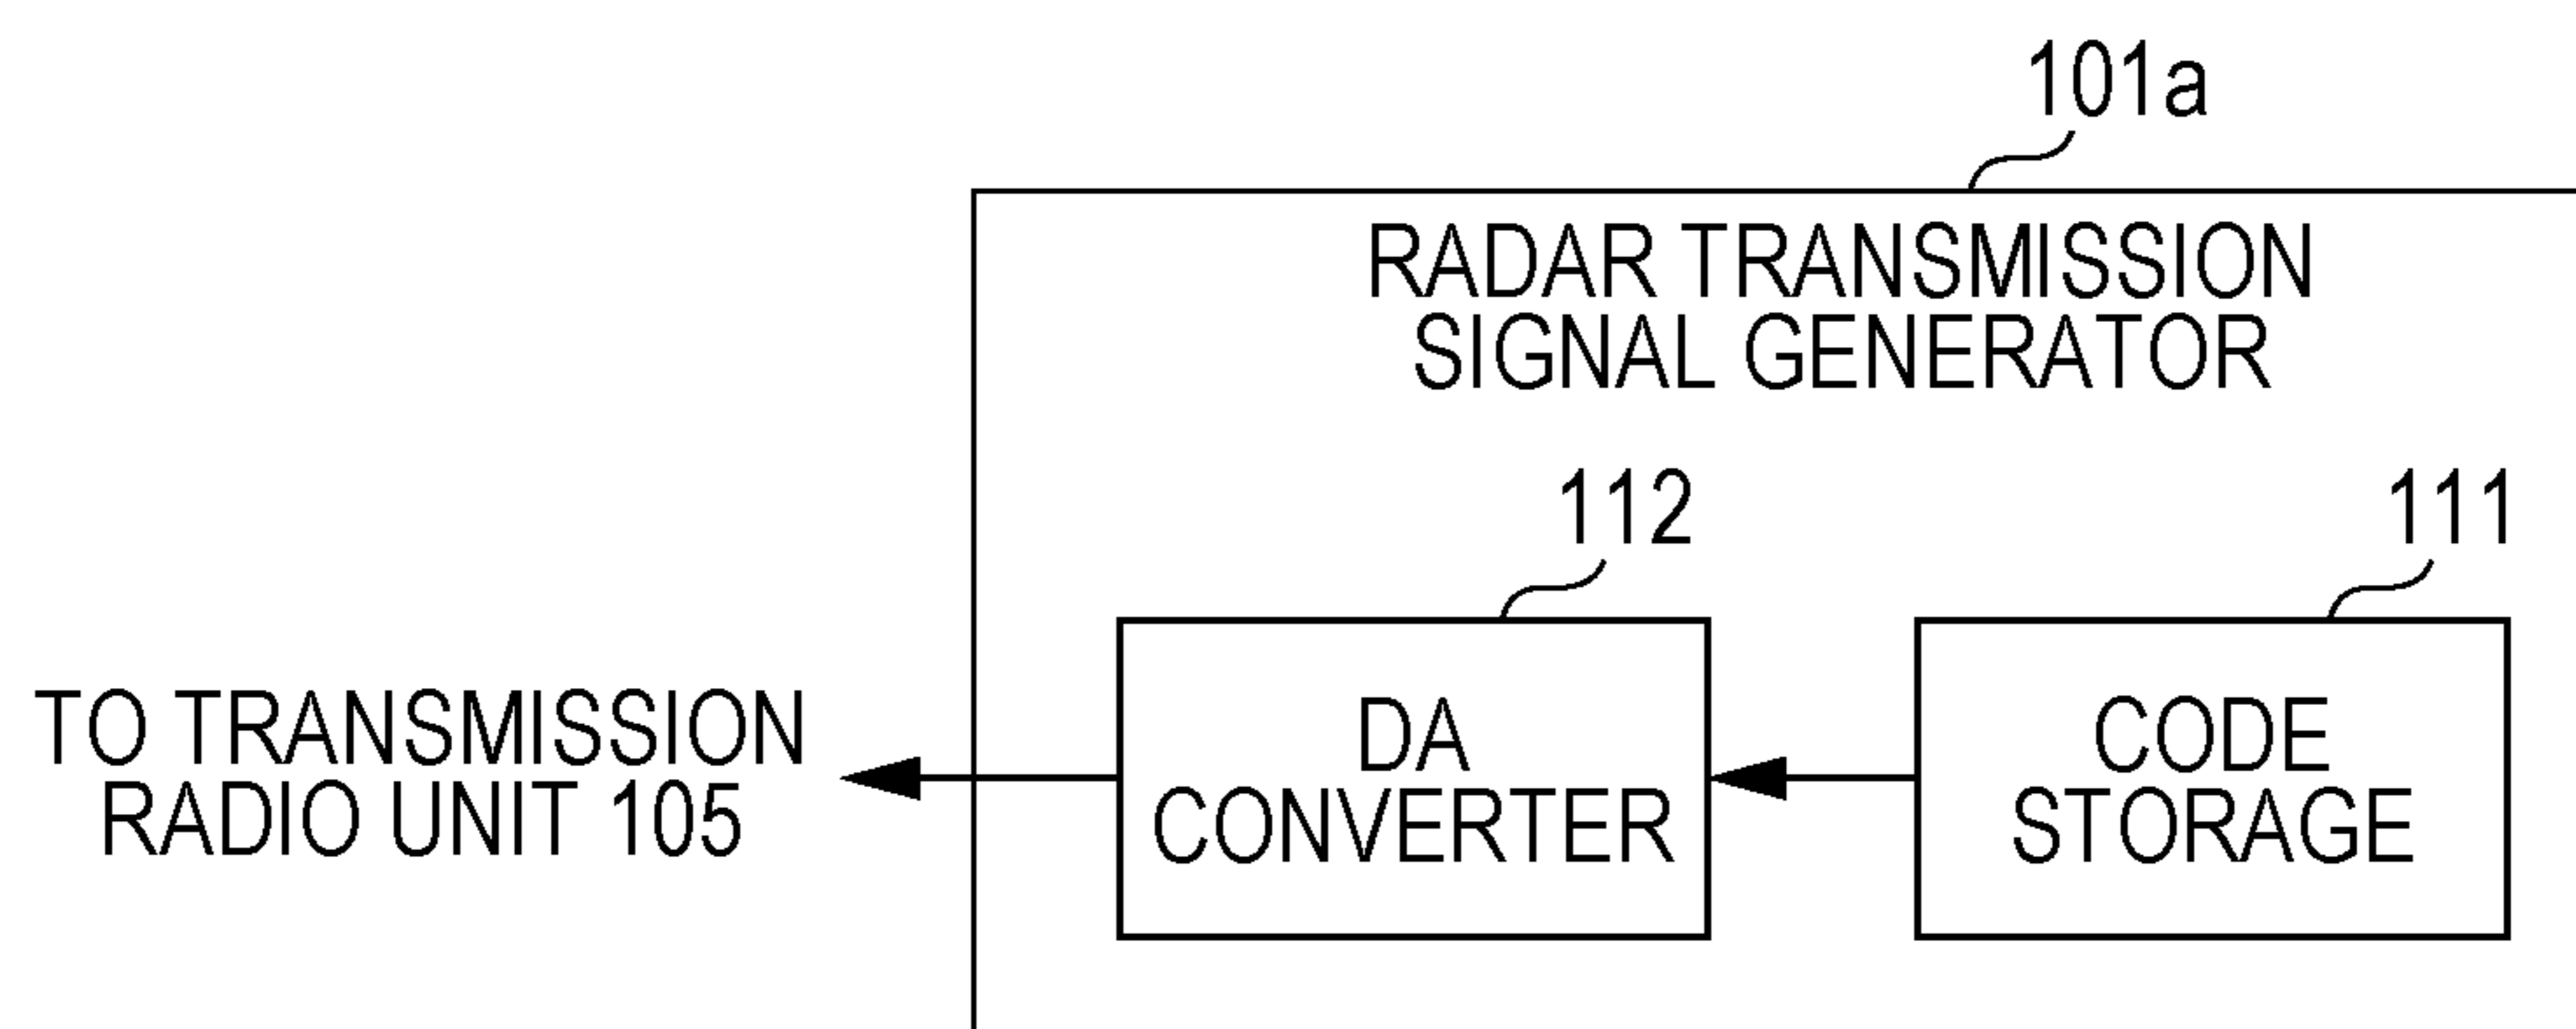 101a
RADAR TRANSMISSION
SIGNAL GENERATOR
112
111
TO TRANSMISSION
RADIO UNIT 105
DA
CONVERTER
CODE
STORAGE